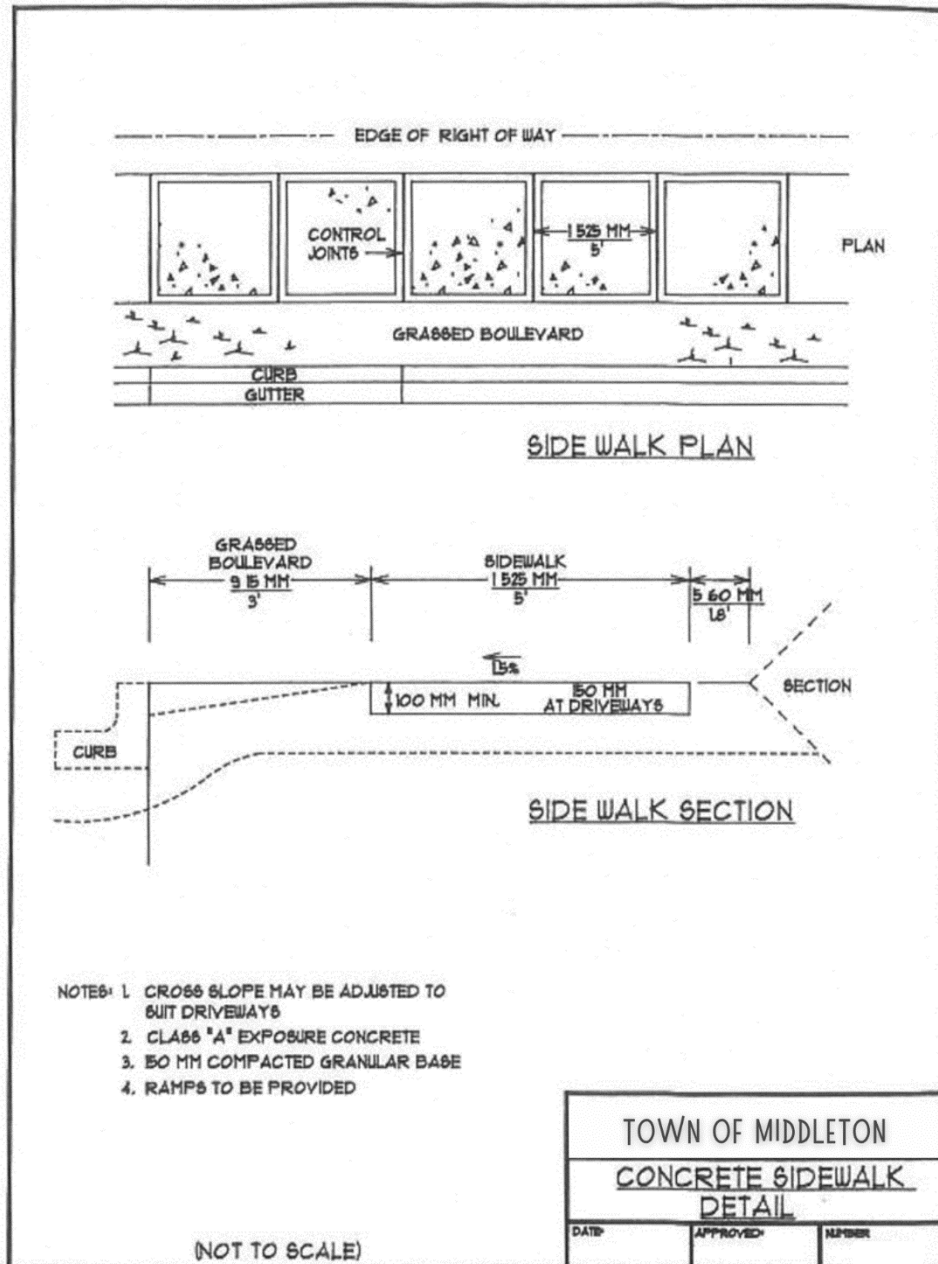 EDGE OF RIGHT OF WAY
CONTROL
JOINTS
1 525 MM
5'
PLAN
GRASSED BOULEVARD
CURB
GUTTER
SIDE WALK PLAN
GRASSED
BOULEVARD
9 15 MM
3'
SIDEWALK
1 525 MM
5'
5 60 MM
1.8'
1.5%
100 MM MIN.
150 MM
AT DRIVEWAYS
SECTION
CURB
SIDE WALK SECTION
NOTES: 1. CROSS SLOPE MAY BE ADJUSTED TO
SUIT DRIVEWAYS
2. CLASS "A" EXPOSURE CONCRETE
3. 150 MM COMPACTED GRANULAR BASE
4. RAMPS TO BE PROVIDED
TOWN OF MIDDLETON
CONCRETE SIDEWALK
DETAIL
DATE: APPROVED: NUMBER
(NOT TO SCALE)